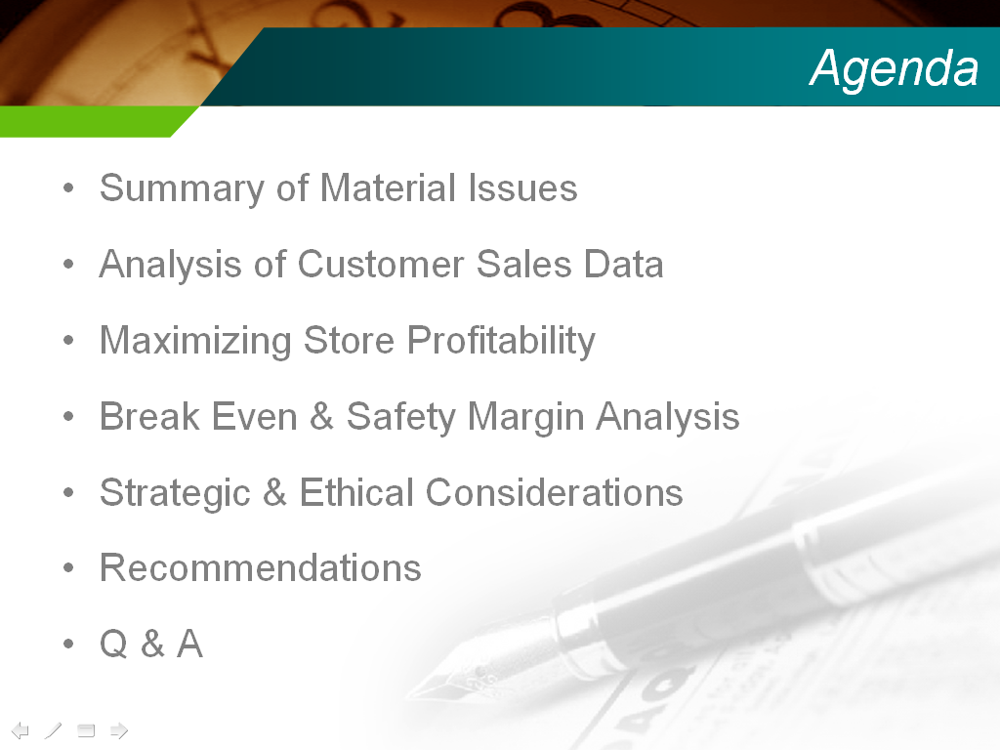 Agenda
• Summary of Material Issues
• Analysis of Customer Sales Data
• Maximizing Store Profitability
• Break Even & Safety Margin Analysis
• Strategic & Ethical Considerations
• Recommendations
• Q & A